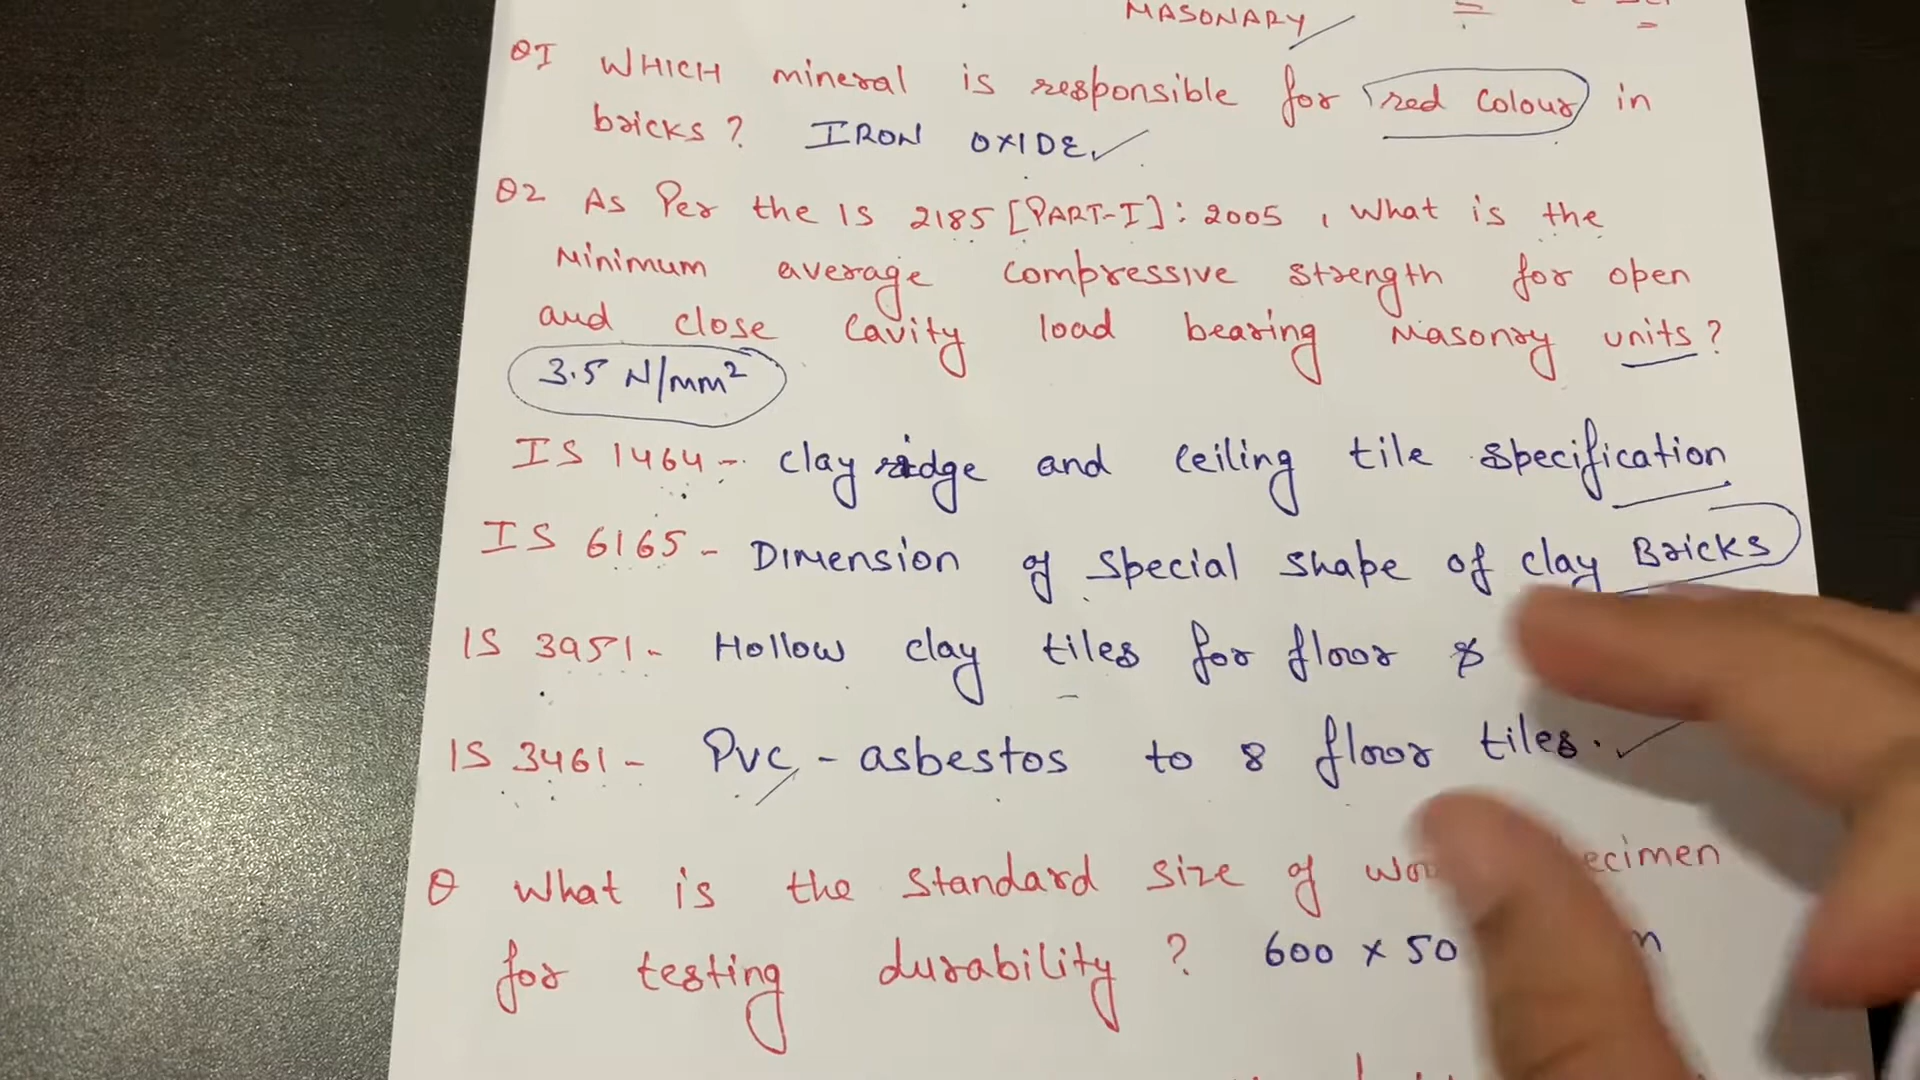 MASONARY
Q1 WHICH mineral is responsible for red colour in
bricks? IRON OXIDE
Q2 As Per the IS 2185 [PART-I]: 2005, What is the
Minimum average compressive strength for open
and close cavity load bearing Masonry units?
3.5 N/mm²
IS 1464 - clay ridge and ceiling tile specification
IS 6165 - Dimension of special shape of clay Bricks
IS 3951 - Hollow clay tiles for floor &
IS 3461 - PVC - asbestos to 8 floor tiles.
Q What is the standard size of
for testing durability? 600 x 50